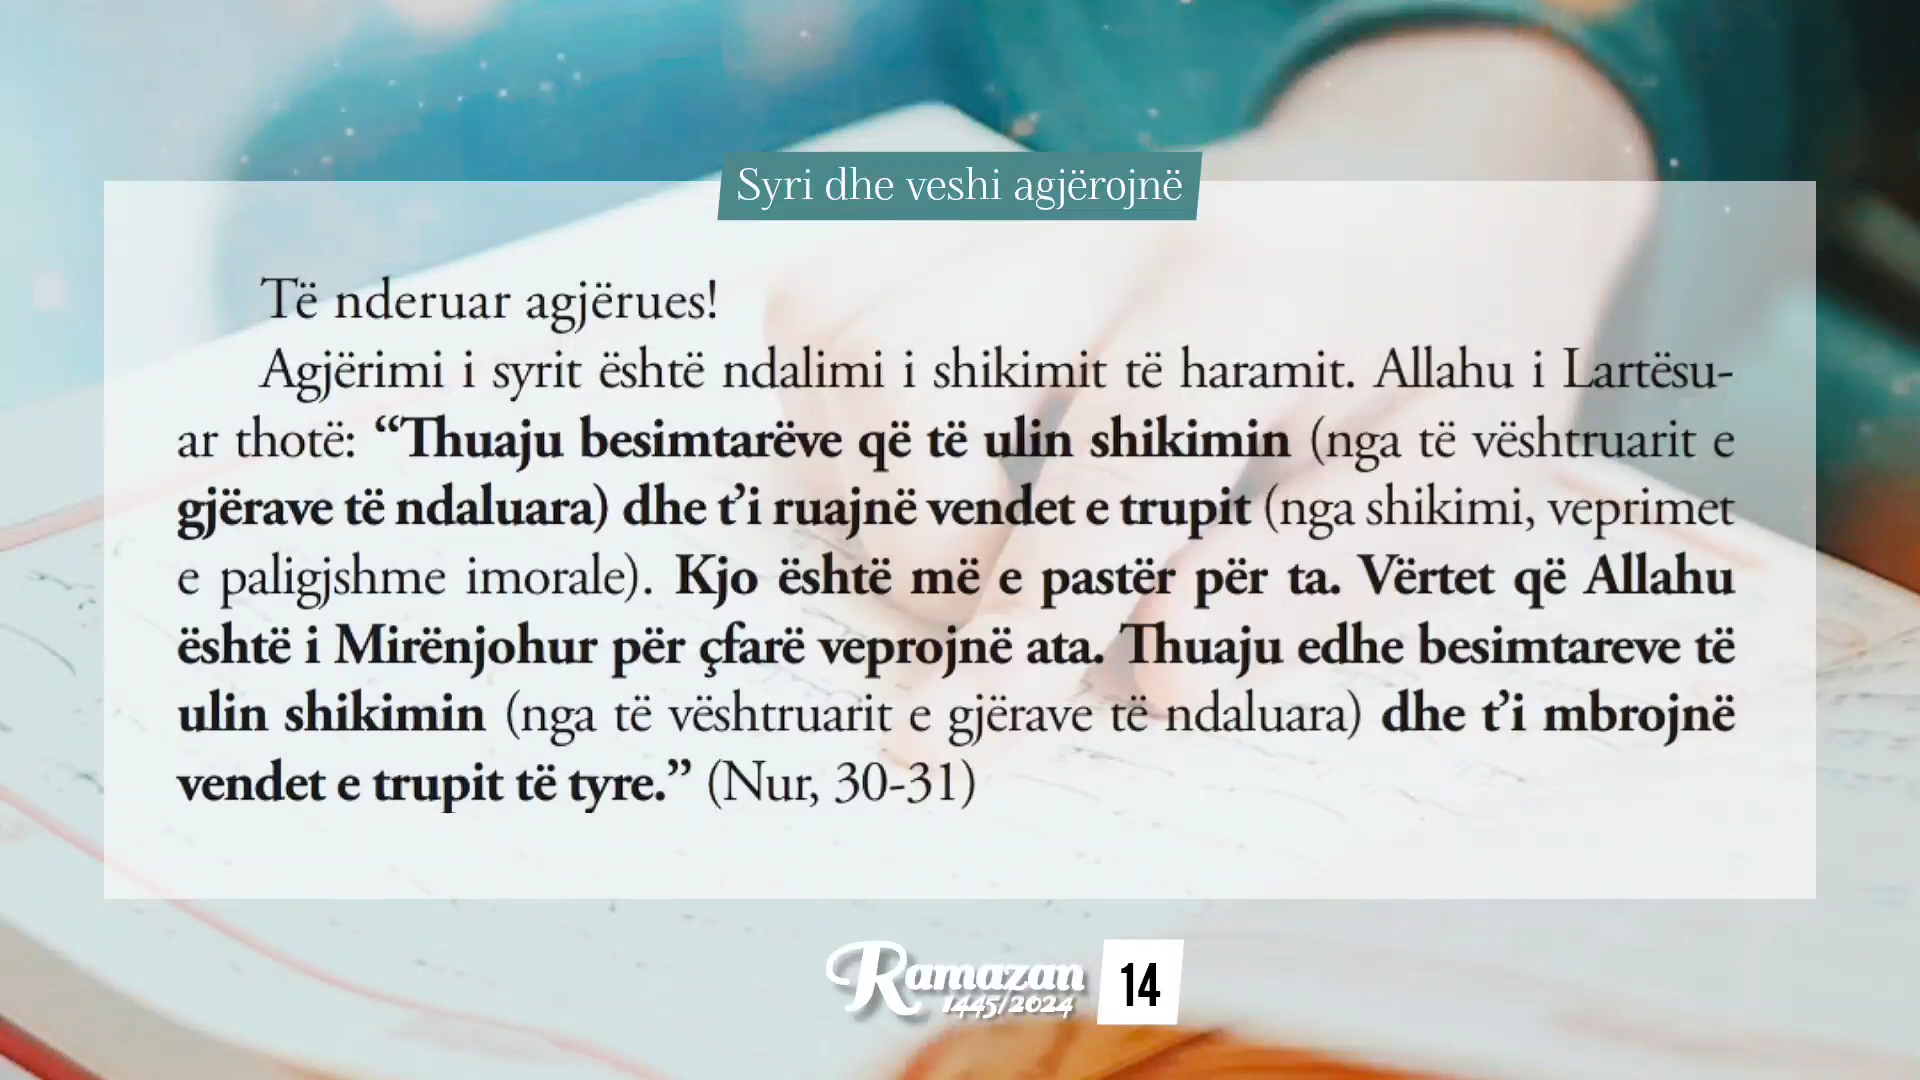 Syri dhe veshi agjërojnë
Të nderuar agjërues!
Agjërimi i syrit është ndalimi i shikimit të haramit. Allahu i Lartësu-
ar thotë: “Thuaju besimtarëve që të ulin shikimin (nga të vështruarit e
gjërave të ndaluara) dhe t’i ruajnë vendet e trupit (nga shikimi, veprimet
e paligjshme imorale). Kjo është më e pastër për ta. Vërtet që Allahu
është i Mirënjohur për çfarë veprojnë ata. Thuaju edhe besimtareve të
ulin shikimin (nga të vështruarit e gjërave të ndaluara) dhe t’i mbrojnë
vendet e trupit të tyre.” (Nur, 30-31)
Ramazan 14
1445/2024